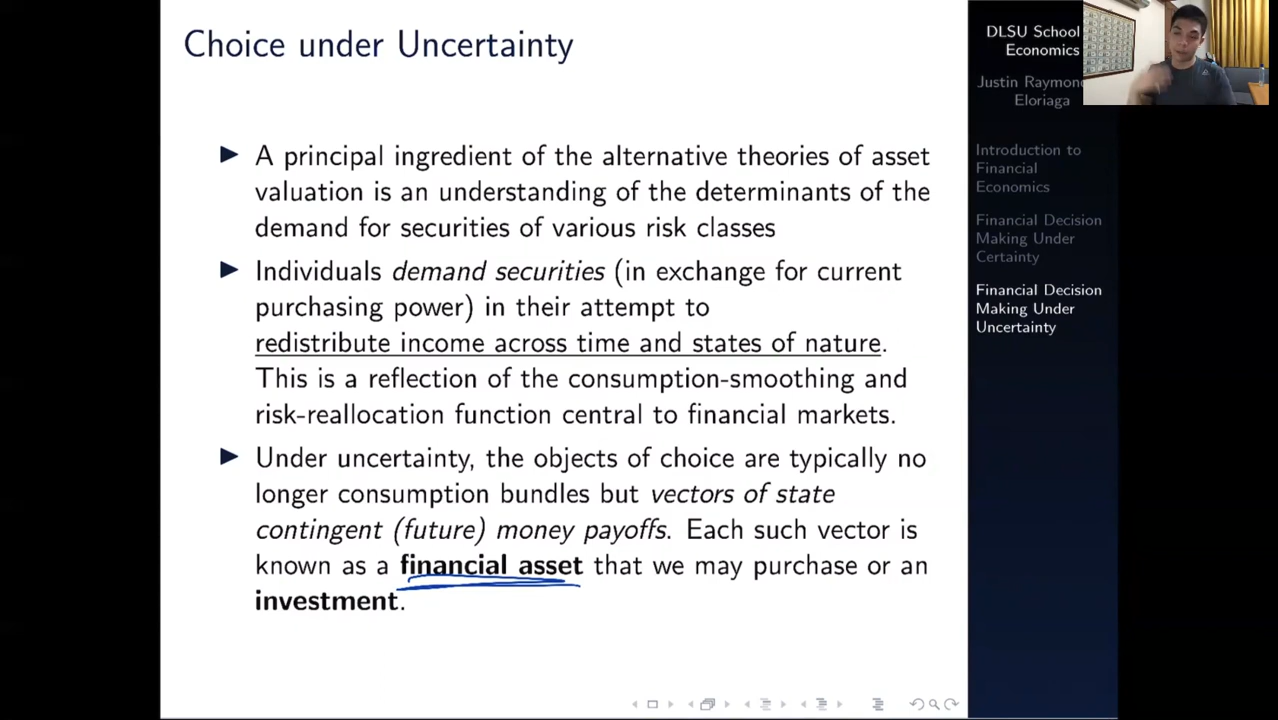 Choice under Uncertainty
▶ A principal ingredient of the alternative theories of asset
valuation is an understanding of the determinants of the
demand for securities of various risk classes
▶ Individuals demand securities (in exchange for current
purchasing power) in their attempt to
redistribute income across time and states of nature.
This is a reflection of the consumption-smoothing and
risk-reallocation function central to financial markets.
▶ Under uncertainty, the objects of choice are typically no
longer consumption bundles but vectors of state
contingent (future) money payoffs. Each such vector is
known as a financial asset that we may purchase or an
investment.
DLSU School
Economics
Justin Raymon
Eloriaga
Introduction to
Financial
Economics
Financial Decision
Making Under
Certainty
Financial Decision
Making Under
Uncertainty